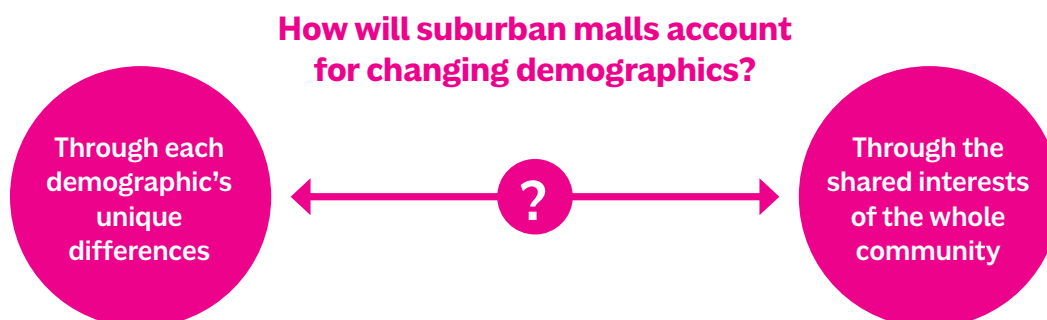 How will suburban malls account
for changing demographics?
Through each
demographic’s
unique
differences
?
Through the
shared interests
of the whole
community